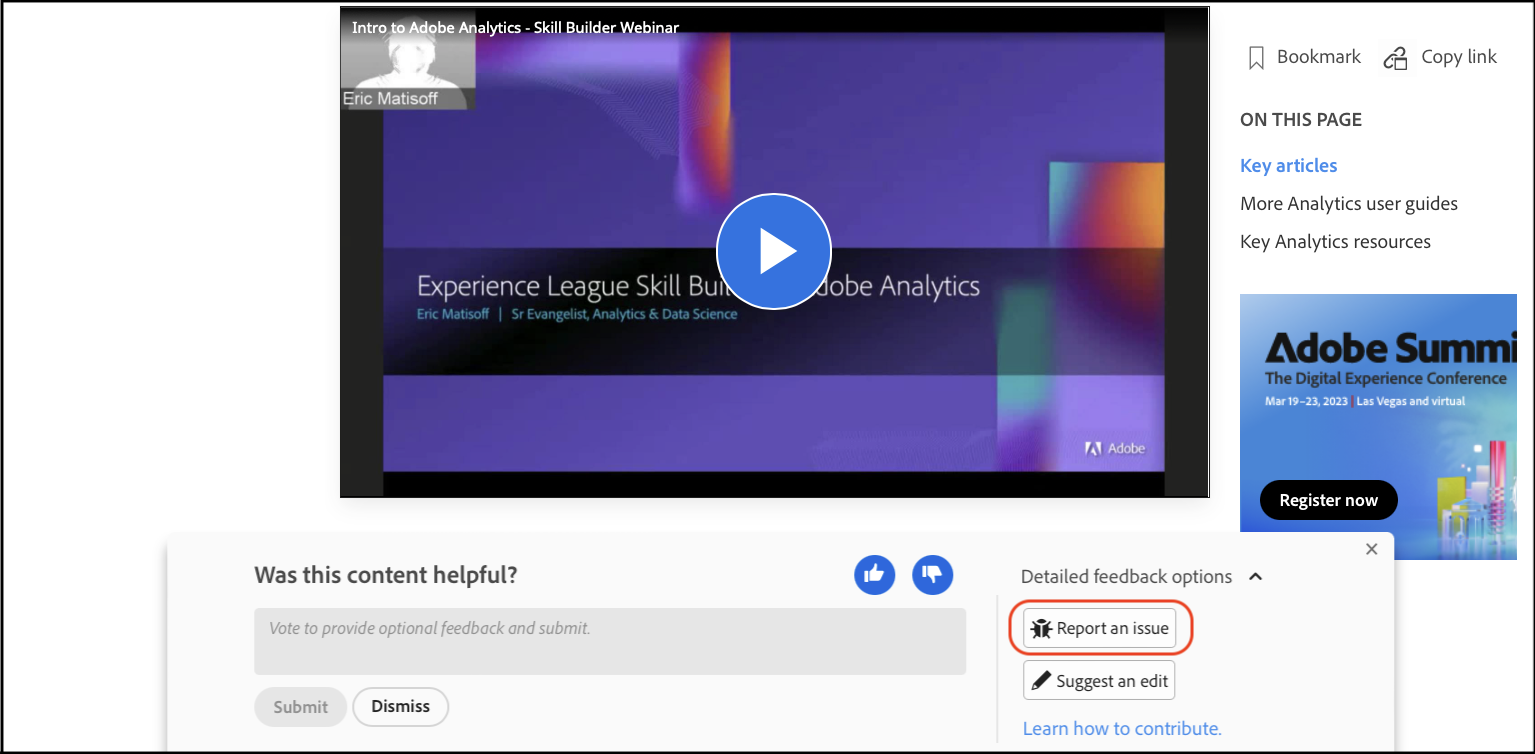 Intro to Adobe Analytics - Skill Builder Webinar
Eric Matisoff
Experience League Skill Adobe Analytics
Eric Matisoff | Sr Evangelist, Analytics & Data Science
Adobe
Bookmark
Copy link
ON THIS PAGE
Key articles
More Analytics user guides
Key Analytics resources
Adobe Summi
The Digital Experience Conference
Mar 19–23, 2023 | Las Vegas and virtual
Register now
Was this content helpful?
Vote to provide optional feedback and submit.
Submit
Dismiss
Detailed feedback options
Report an issue
Suggest an edit
Learn how to contribute.